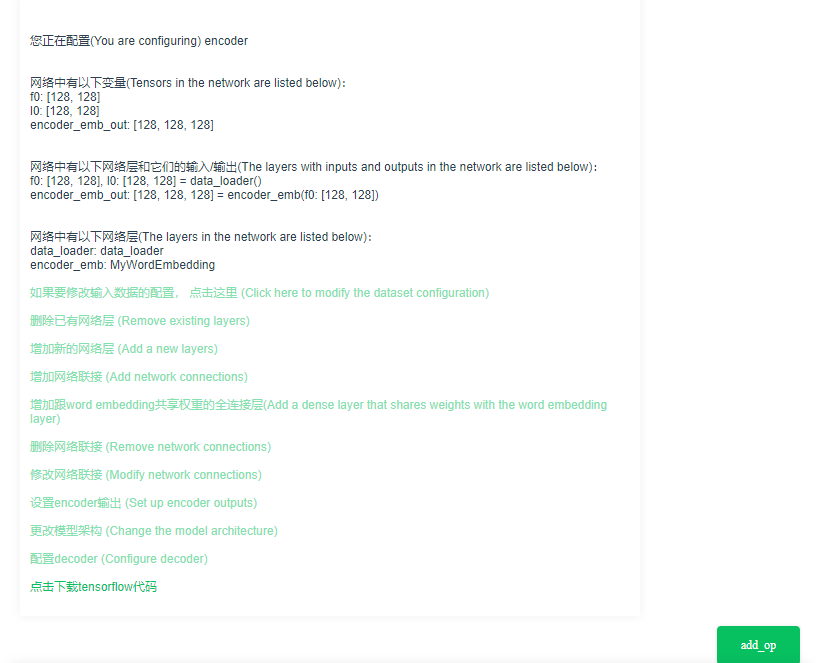 您正在配置(You are configuring) encoder
网络中有以下变量(Tensors in the network are listed below)：
f0: [128, 128]
l0: [128, 128]
encoder_emb_out: [128, 128, 128]
网络中有以下网络层和它们的输入/输出(The layers with inputs and outputs in the network are listed below)：
f0: [128, 128], l0: [128, 128] = data_loader()
encoder_emb_out: [128, 128, 128] = encoder_emb(f0: [128, 128])
网络中有以下网络层(The layers in the network are listed below)：
data_loader: data_loader
encoder_emb: MyWordEmbedding
如果要修改输入数据的配置， 点击这里 (Click here to modify the dataset configuration)
删除已有网络层 (Remove existing layers)
增加新的网络层 (Add a new layers)
增加网络联接 (Add network connections)
增加跟word embedding共享权重的全连接层(Add a dense layer that shares weights with the word embedding
layer)
删除网络联接 (Remove network connections)
修改网络联接 (Modify network connections)
设置encoder输出 (Set up encoder outputs)
更改模型架构 (Change the model architecture)
配置decoder (Configure decoder)
点击下载tensorflow代码
add_op